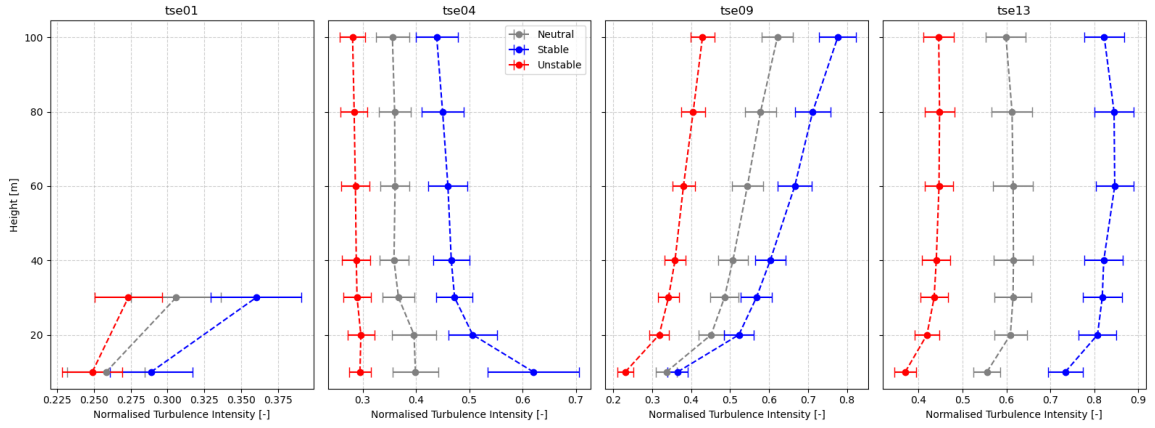 tse01
tse04
tse09
tse13
Height [m]
100
80
60
40
20
Neutral
Stable
Unstable
0.225 0.250 0.275 0.300 0.325 0.350 0.375
0.3 0.4 0.5 0.6 0.7
0.2 0.3 0.4 0.5 0.6 0.7 0.8
0.4 0.5 0.6 0.7 0.8 0.9
Normalised Turbulence Intensity [-]
Normalised Turbulence Intensity [-]
Normalised Turbulence Intensity [-]
Normalised Turbulence Intensity [-]